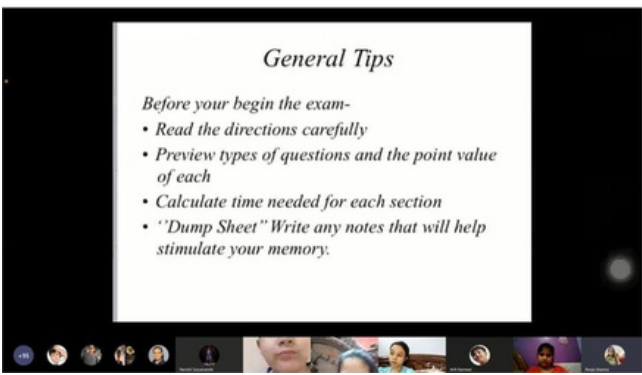 General Tips
Before your begin the exam-
• Read the directions carefully
• Preview types of questions and the point value
of each
• Calculate time needed for each section
• ‘’Dump Sheet” Write any notes that will help
stimulate your memory.
+95